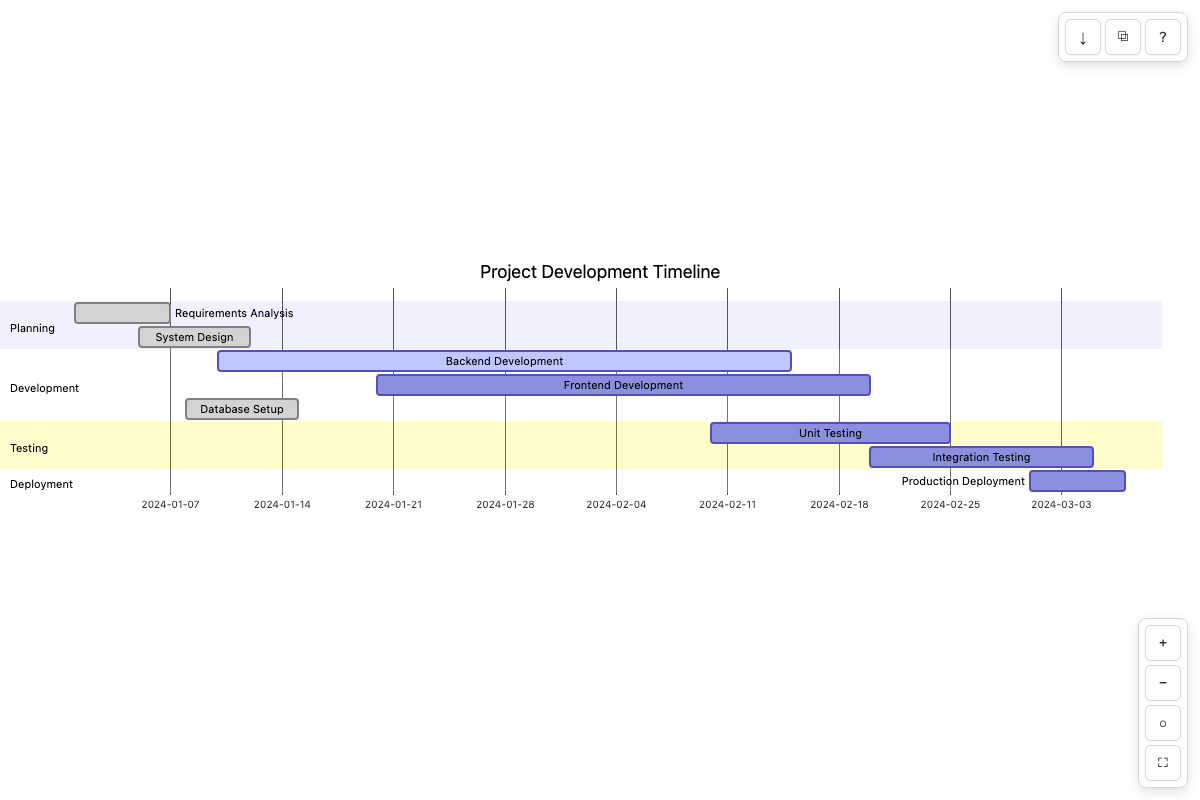 ↓ ⧉ ?
Project Development Timeline
Planning
Requirements Analysis
System Design
Development
Backend Development
Frontend Development
Database Setup
Testing
Unit Testing
Integration Testing
Deployment
Production Deployment
2024-01-07 2024-01-14 2024-01-21 2024-01-28 2024-02-04 2024-02-11 2024-02-18 2024-02-25 2024-03-03
+
−
○
⛶